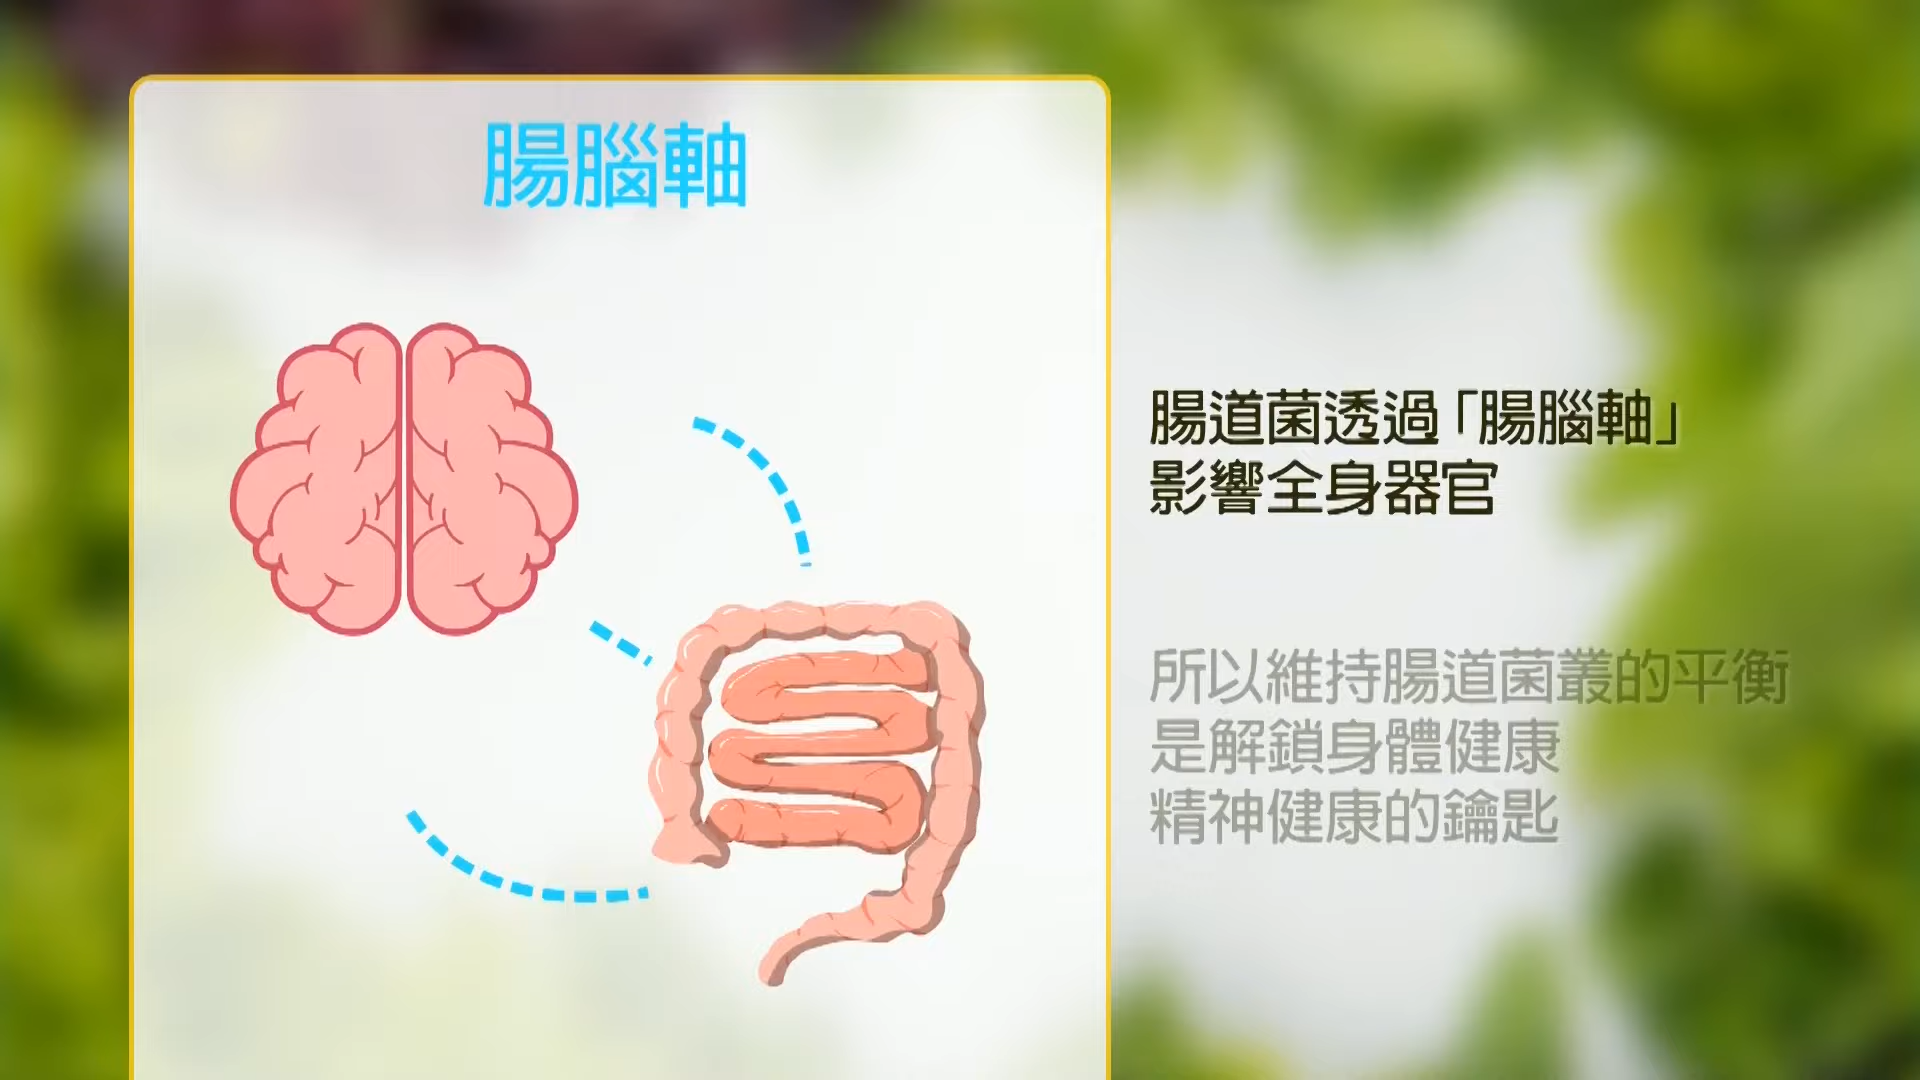 腸腦軸
腸道菌透過「腸腦軸」
影響全身器官
所以維持腸道菌叢的平衡
是解鎖身體健康
精神健康的鑰匙